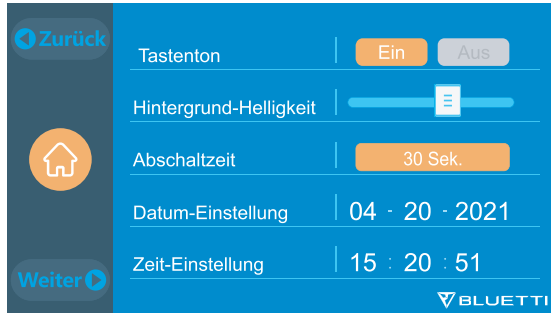 Zurück
Tastenton Ein Aus
Hintergrund-Helligkeit
Abschaltzeit 30 Sek.
Datum-Einstellung 04 - 20 - 2021
Zeit-Einstellung 15 : 20 : 51
Weiter
BLUETTI